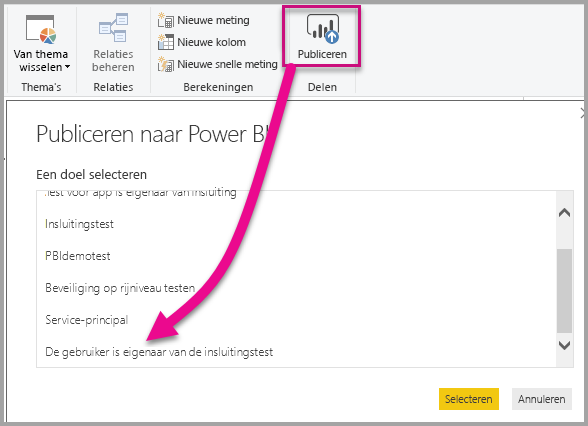 Van thema
wisselen
Relaties
beheren
Nieuwe meting
Nieuwe kolom
Nieuwe snelle meting
Publiceren
Thema's
Relaties
Berekeningen
Delen
Publiceren naar Power BI
Een doel selecteren
Test voor app is eigenaar van insluiting
Insluitingstest
PBIdemotest
Beveiliging op rijniveau testen
Service-principal
De gebruiker is eigenaar van de insluitingstest
Selecteren
Annuleren